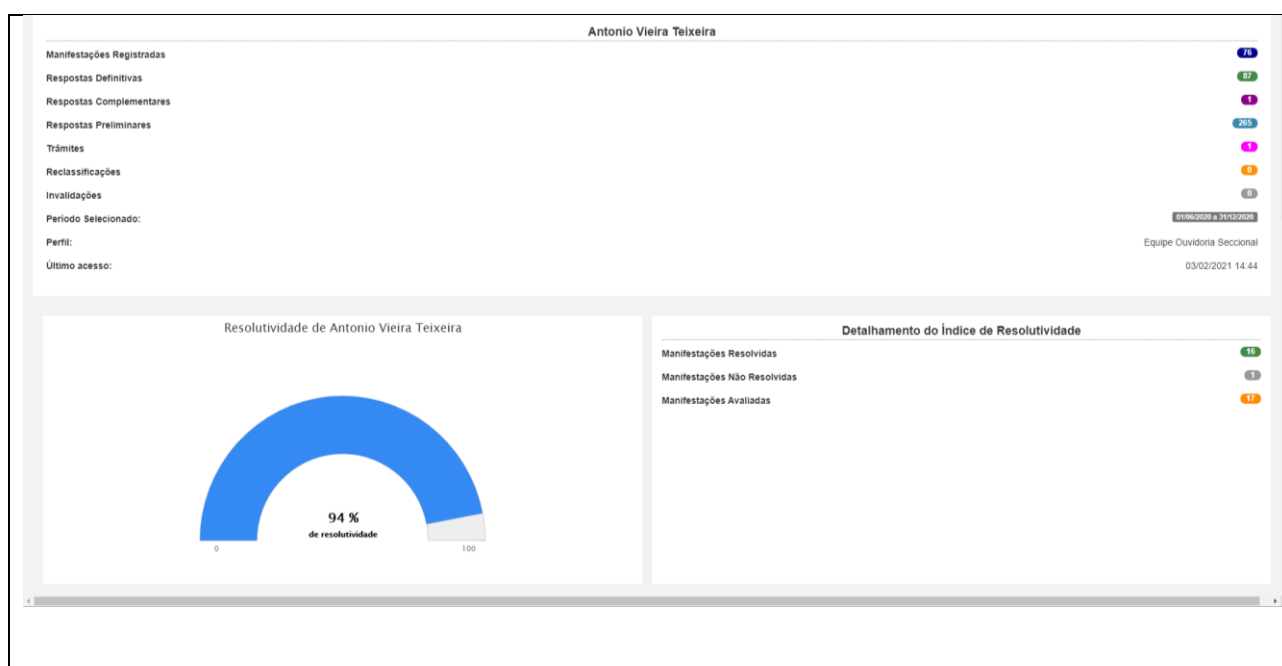 Antonio Vieira Teixeira
Manifestações Registradas 76
Respostas Definitivas 87
Respostas Complementares 1
Respostas Preliminares 265
Trâmites 1
Reclassificações 0
Invalidações 0
Período Selecionado: 01/06/2020 a 31/12/2020
Perfil: Equipe Ouvidoria Seccional
Último acesso: 03/02/2021 14:44
Resolutividade de Antonio Vieira Teixeira
94 %
de resolutividade
0 100
Detalhamento do Índice de Resolutividade
Manifestações Resolvidas 16
Manifestações Não Resolvidas 1
Manifestações Avaliadas 17